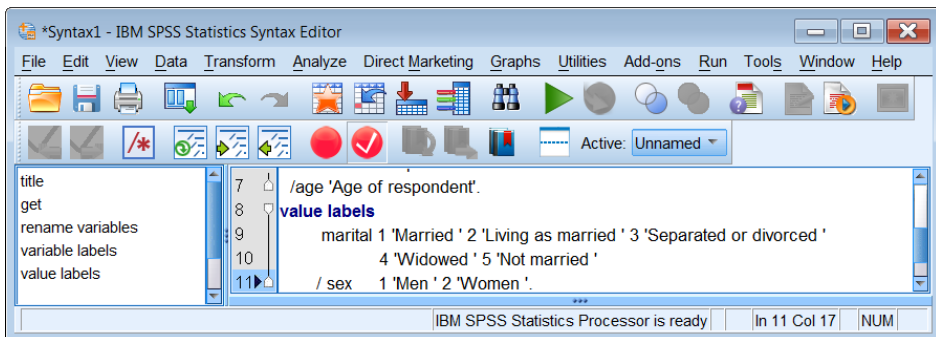 *Syntax1 - IBM SPSS Statistics Syntax Editor
File Edit View Data Transform Analyze Direct Marketing Graphs Utilities Add-ons Run Tools Window Help
/*
Active: Unnamed
title
get
rename variables
variable labels
value labels
7 /age 'Age of respondent'.
8 value labels
9 marital 1 'Married ' 2 'Living as married ' 3 'Separated or divorced '
10 4 'Widowed ' 5 'Not married '
11 / sex 1 'Men ' 2 'Women '.
IBM SPSS Statistics Processor is ready In 11 Col 17 NUM